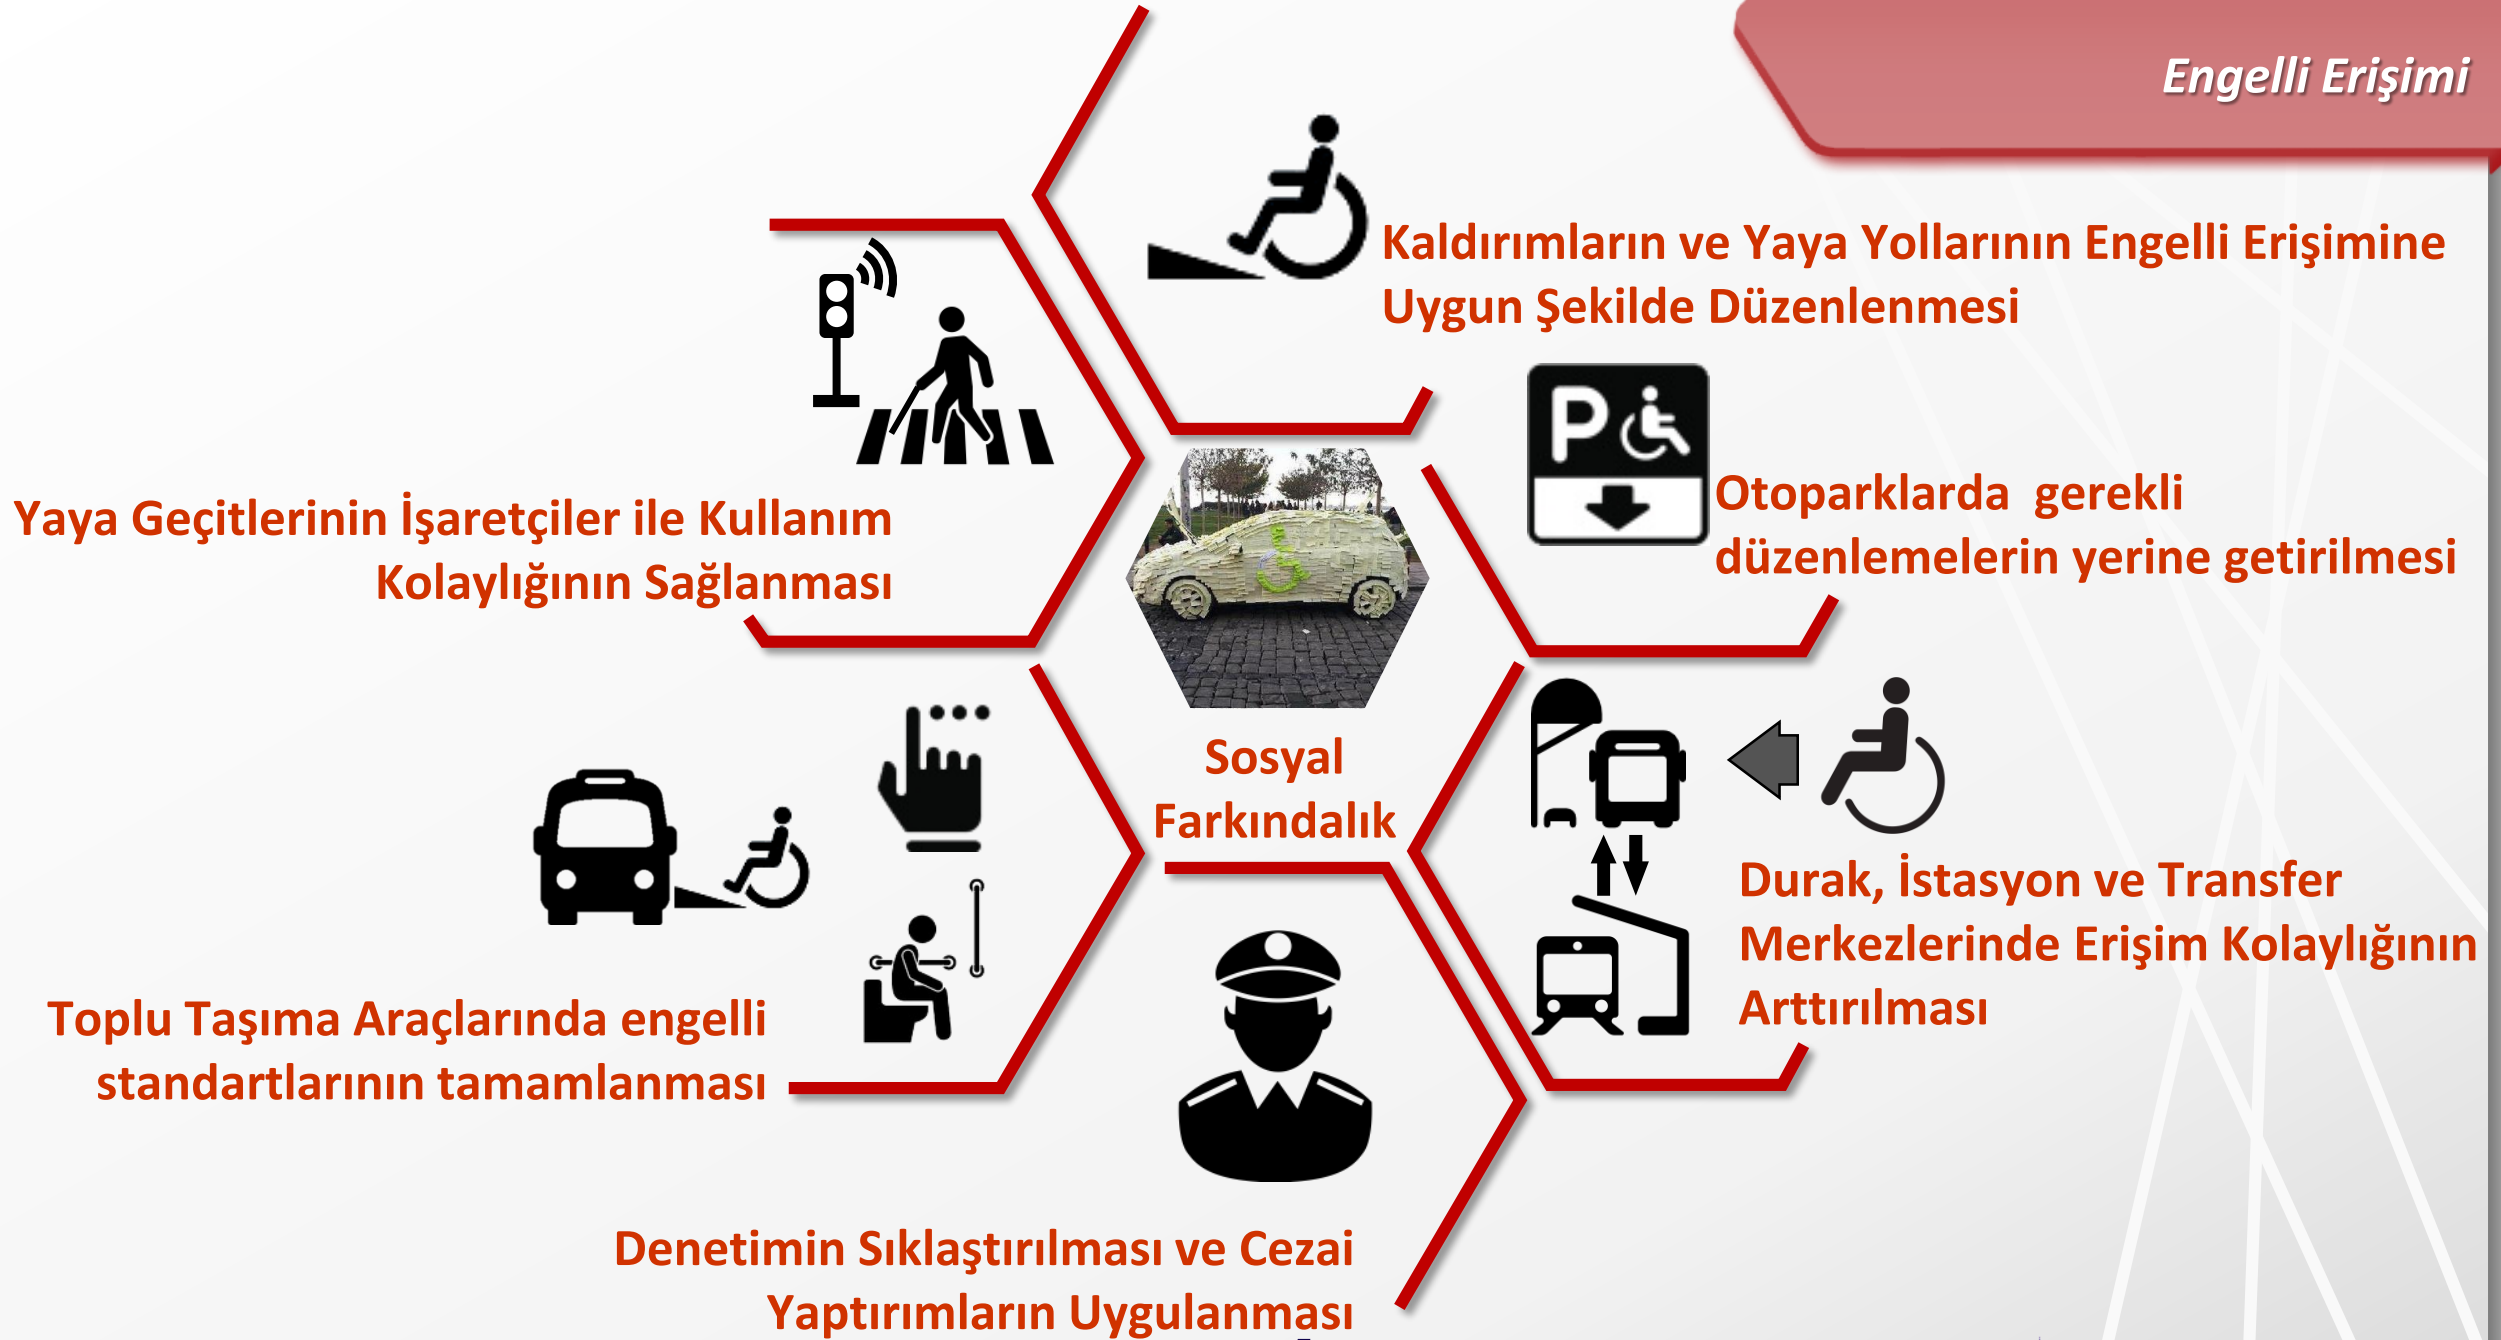 Engelli Erişimi
Kaldırımların ve Yaya Yollarının Engelli Erişimine
Uygun Şekilde Düzenlenmesi
P
Otoparklarda  gerekli
düzenlemelerin yerine getirilmesi
Yaya Geçitlerinin İşaretçiler ile Kullanım
Kolaylığının Sağlanması
Sosyal
Farkındalık
Durak, İstasyon ve Transfer
Merkezlerinde Erişim Kolaylığının
Arttırılması
Toplu Taşıma Araçlarında engelli
standartlarının tamamlanması
Denetimin Sıklaştırılması ve Cezai
Yaptırımların Uygulanması